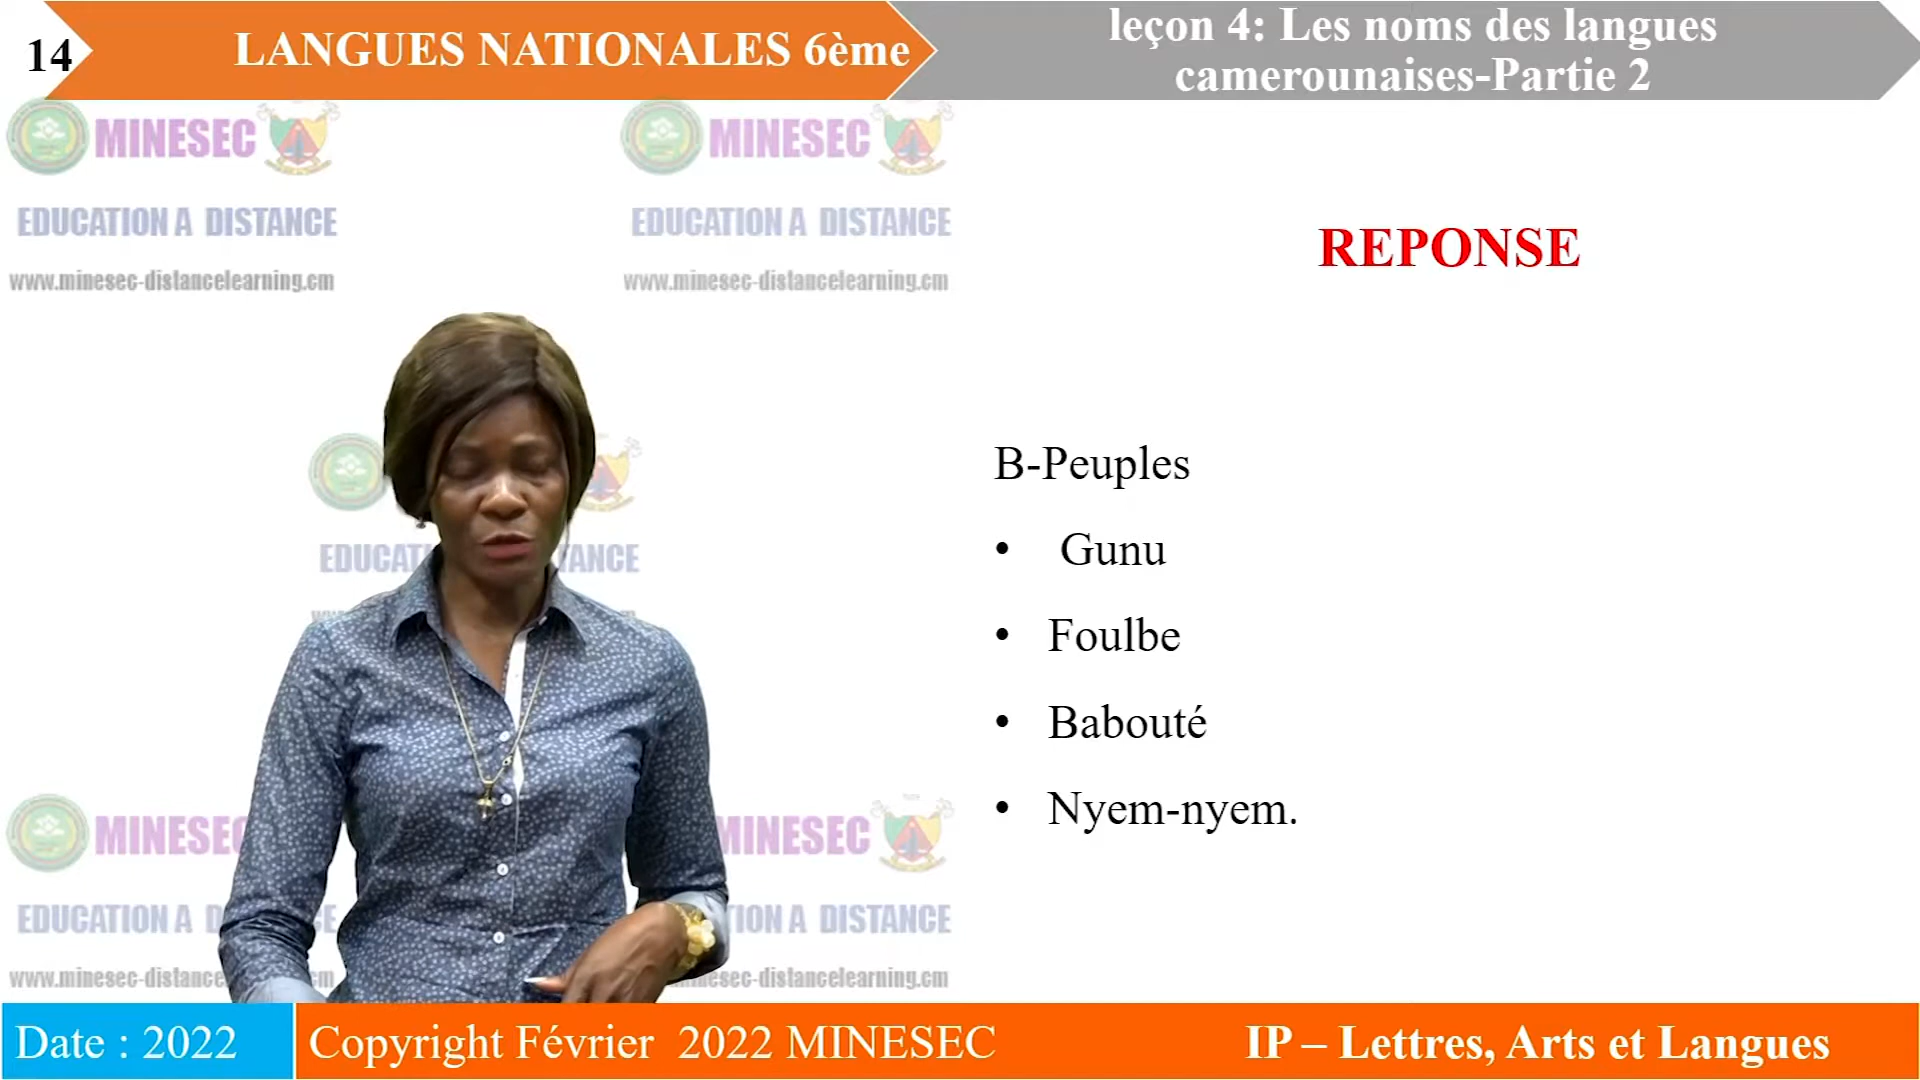 14
LANGUES NATIONALES 6ème
leçon 4: Les noms des langues
camerounaises-Partie 2
MINESEC
EDUCATION A DISTANCE
www.minesec-distancelearning.cm
MINESEC
EDUCATION A DISTANCE
www.minesec-distancelearning.cm
REPONSE
B-Peuples
• Gunu
• Foulbe
• Babouté
• Nyem-nyem.
MINESEC
MINESEC
EDUCATION A
A DISTANCE
Date : 2022
Copyright Février 2022 MINESEC
IP – Lettres, Arts et Langues